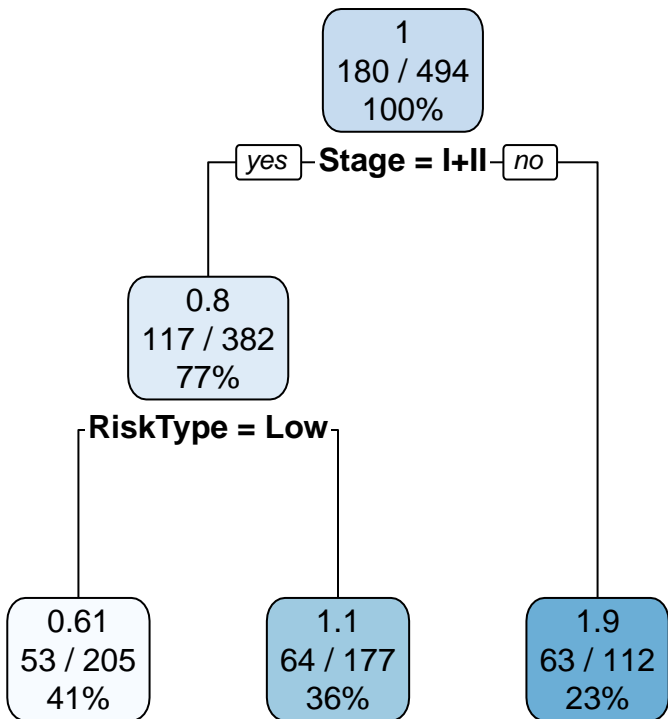 1
180 / 494
100%
yes Stage = I+II no
0.8
117 / 382
77%
RiskType = Low
0.61
53 / 205
41%
1.1
64 / 177
36%
1.9
63 / 112
23%